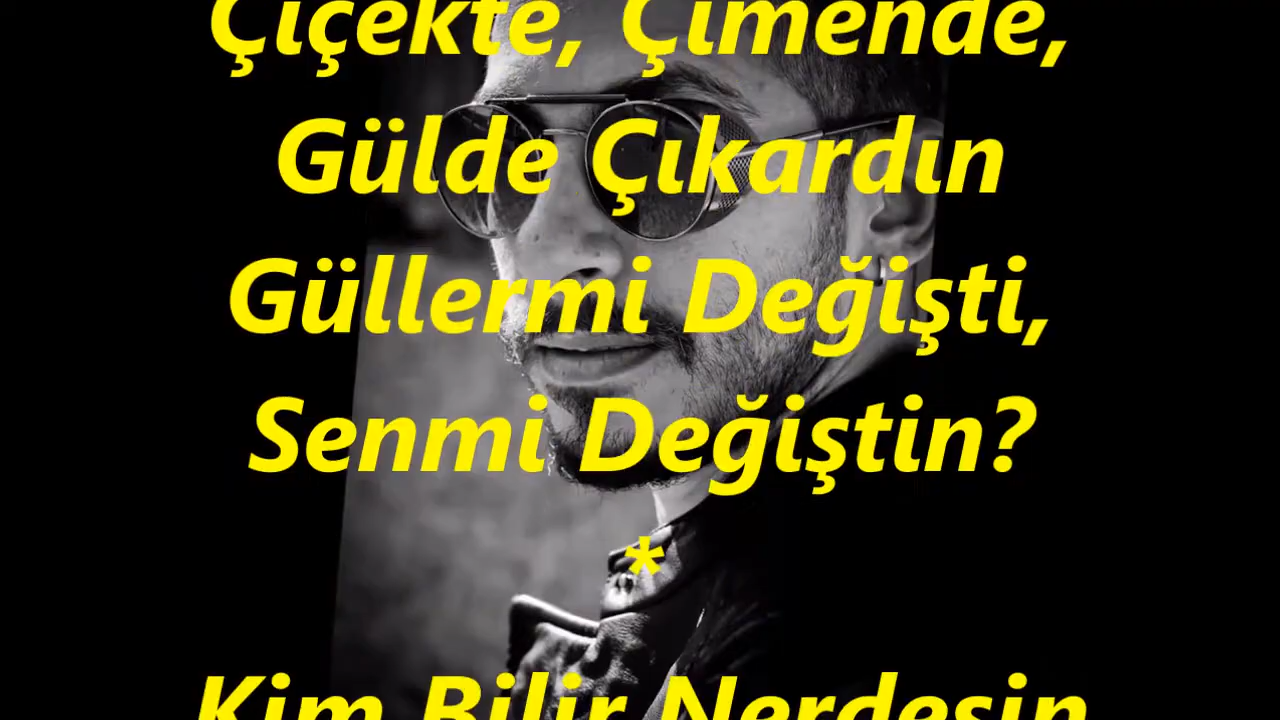 Çiçekte, Çimende,
Gülde Çıkardın
Güllermi Değişti,
Senmi Değiştin?
*
Kim Bilir Nerdesin